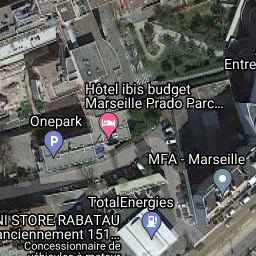 Hôtel ibis budget
Marseille Prado Parc...
Entre
Onepark
P
MFA - Marseille
TotalEnergies
NI STORE RABATAU
anciennement 151...
Concessionnaire de
véhicules à moteur